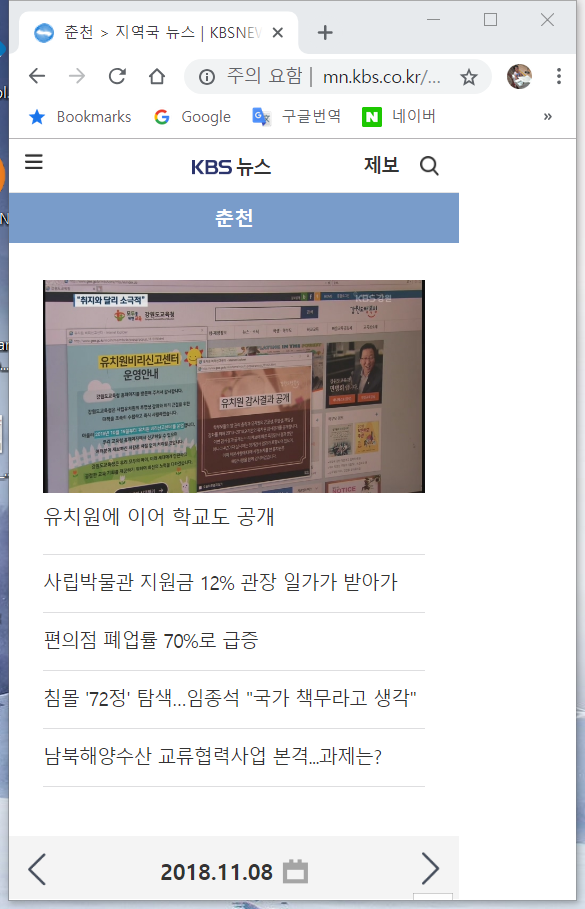 춘천 > 지역국 뉴스 | KBSNEW
주의 요함 | mn.kbs.co.kr/...
Bookmarks Google 구글번역 네이버 »
KBS 뉴스 제보
춘천
"취지와 달리 소극적"
KBS 강원
강원도교육청
유치원비리신고센터
운영안내
유치원 감사결과 공개
NOTICE
유치원에 이어 학교도 공개
사립박물관 지원금 12% 관장 일가가 받아가
편의점 폐업률 70%로 급증
침몰 '72정' 탐색...임종석 "국가 책무라고 생각"
남북해양수산 교류협력사업 본격...과제는?
2018.11.08